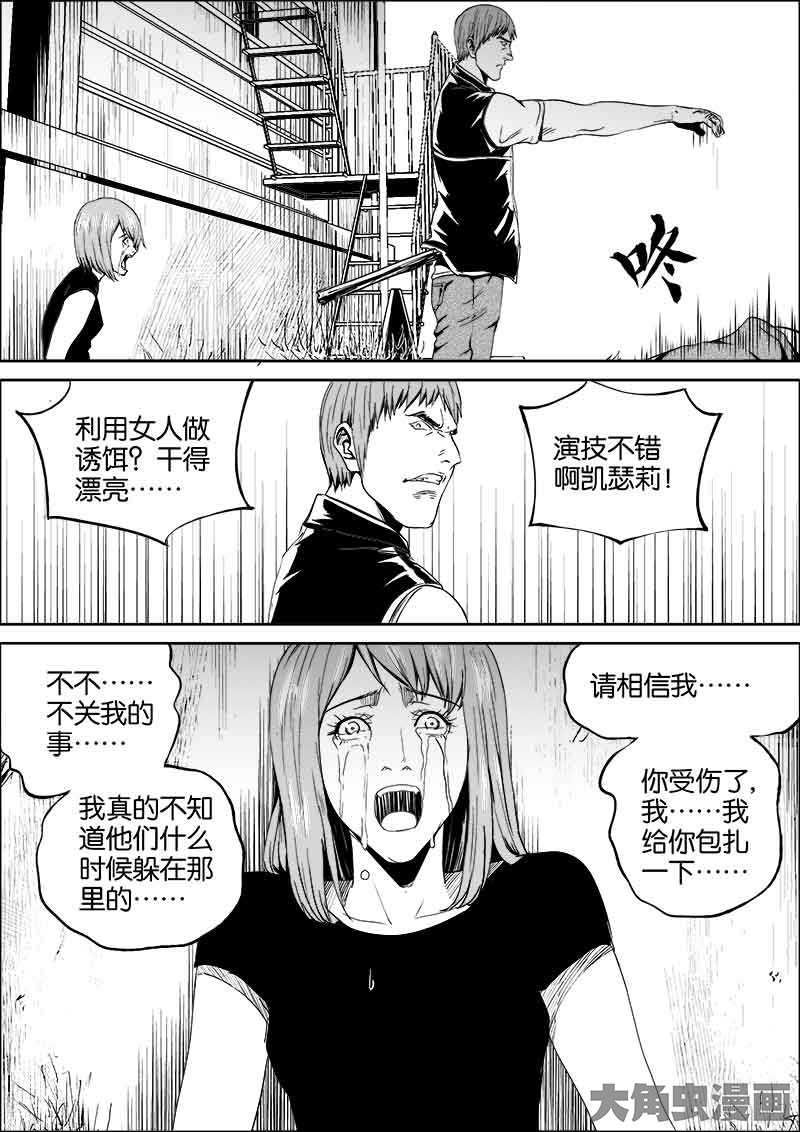 咚
利用女人做
诱饵？干得
漂亮……
演技不错
啊凯瑟莉！
不不……
不关我的
事……
我真的不知
道他们什么
时候躲在那
里的……
请相信我……
你受伤了，
我……我
给你包扎
一下……
大角虫漫画